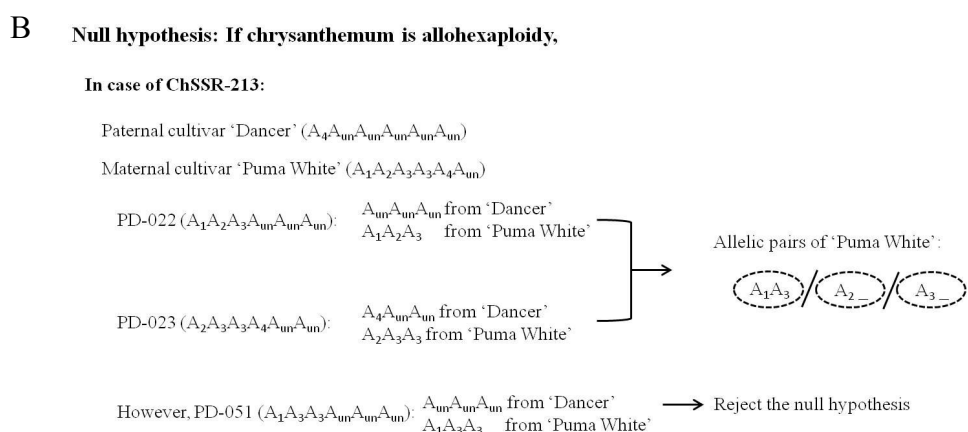 B
Null hypothesis: If chrysanthemum is allohexaploidy,
In case of ChSSR-213:
Paternal cultivar ‘Dancer’ (A₄AᵤₙAᵤₙAᵤₙAᵤₙAᵤₙ)
Maternal cultivar ‘Puma White’ (A₁A₂A₃A₃A₄Aᵤₙ)
PD-022 (A₁A₂A₃AᵤₙAᵤₙAᵤₙ):
AᵤₙAᵤₙAᵤₙ from ‘Dancer’
A₁A₂A₃ from ‘Puma White’
PD-023 (A₂A₃A₃A₄AᵤₙAᵤₙ):
A₄AᵤₙAᵤₙ from ‘Dancer’
A₂A₃A₃ from ‘Puma White’
Allelic pairs of ‘Puma White’:
A₁A₃ / A₂ _ / A₃ _
However, PD-051 (A₁A₃A₃AᵤₙAᵤₙAᵤₙ):
AᵤₙAᵤₙAᵤₙ from ‘Dancer’
A₁A₃A₃ from ‘Puma White’
Reject the null hypothesis